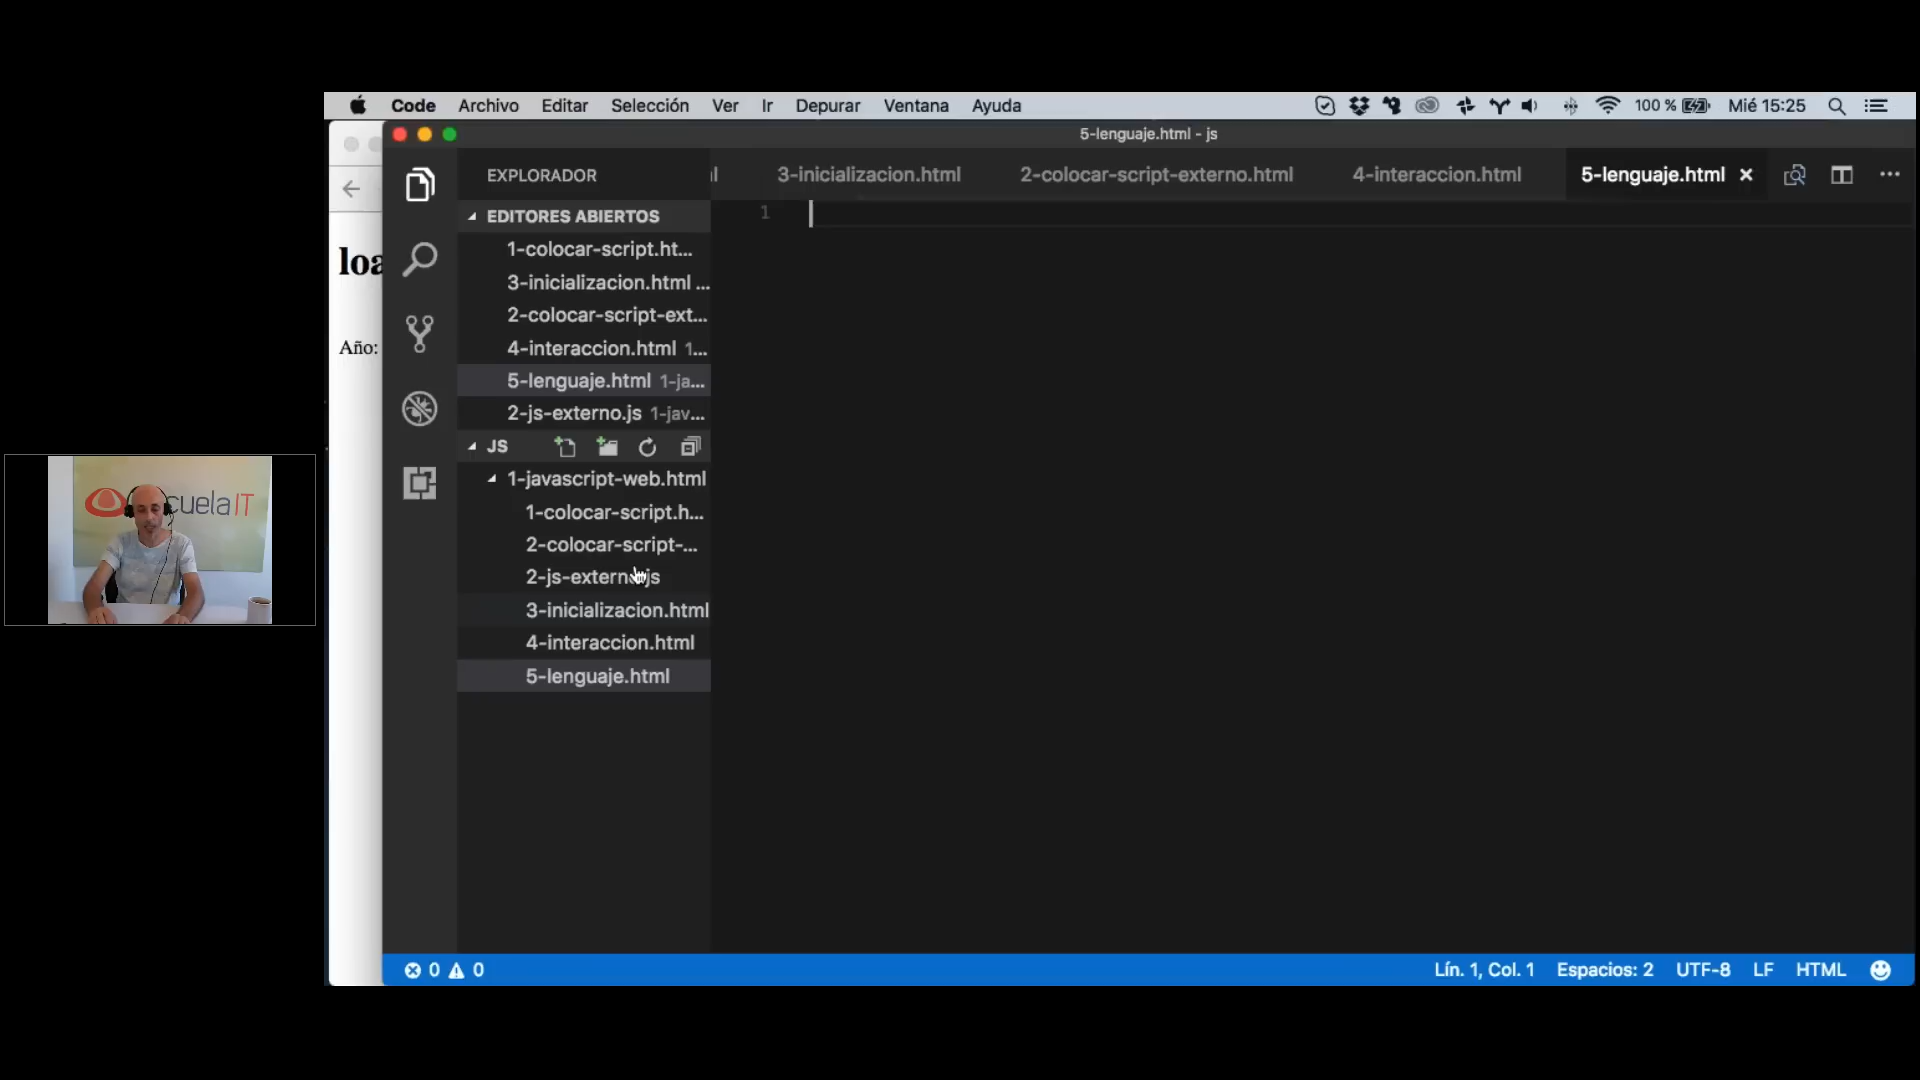 Code Archivo Editar Selección Ver Ir Depurar Ventana Ayuda 100 % Mié 15:25
5-lenguaje.html - js
EXPLORADOR
3-inicializacion.html 2-colocar-script-externo.html 4-interaccion.html 5-lenguaje.html
EDITORES ABIERTOS
1
1-colocar-script.ht...
3-inicializacion.html ...
2-colocar-script-ext...
4-interaccion.html 1...
5-lenguaje.html 1-ja...
2-js-externo.js 1-jav...
JS
1-javascript-web.html
1-colocar-script.h...
2-colocar-script-...
2-js-externo.js
3-inicializacion.html
4-interaccion.html
5-lenguaje.html
loa
Año:
cuelaIT
0 0
Lín. 1, Col. 1 Espacios: 2 UTF-8 LF HTML